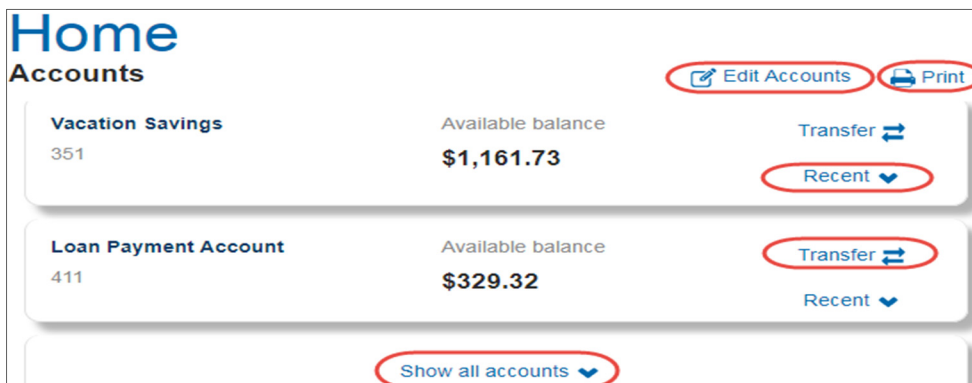 Home
Accounts
Edit Accounts
Print
Vacation Savings
Available balance
Transfer
351
$1,161.73
Recent
Loan Payment Account
Available balance
Transfer
411
$329.32
Recent
Show all accounts